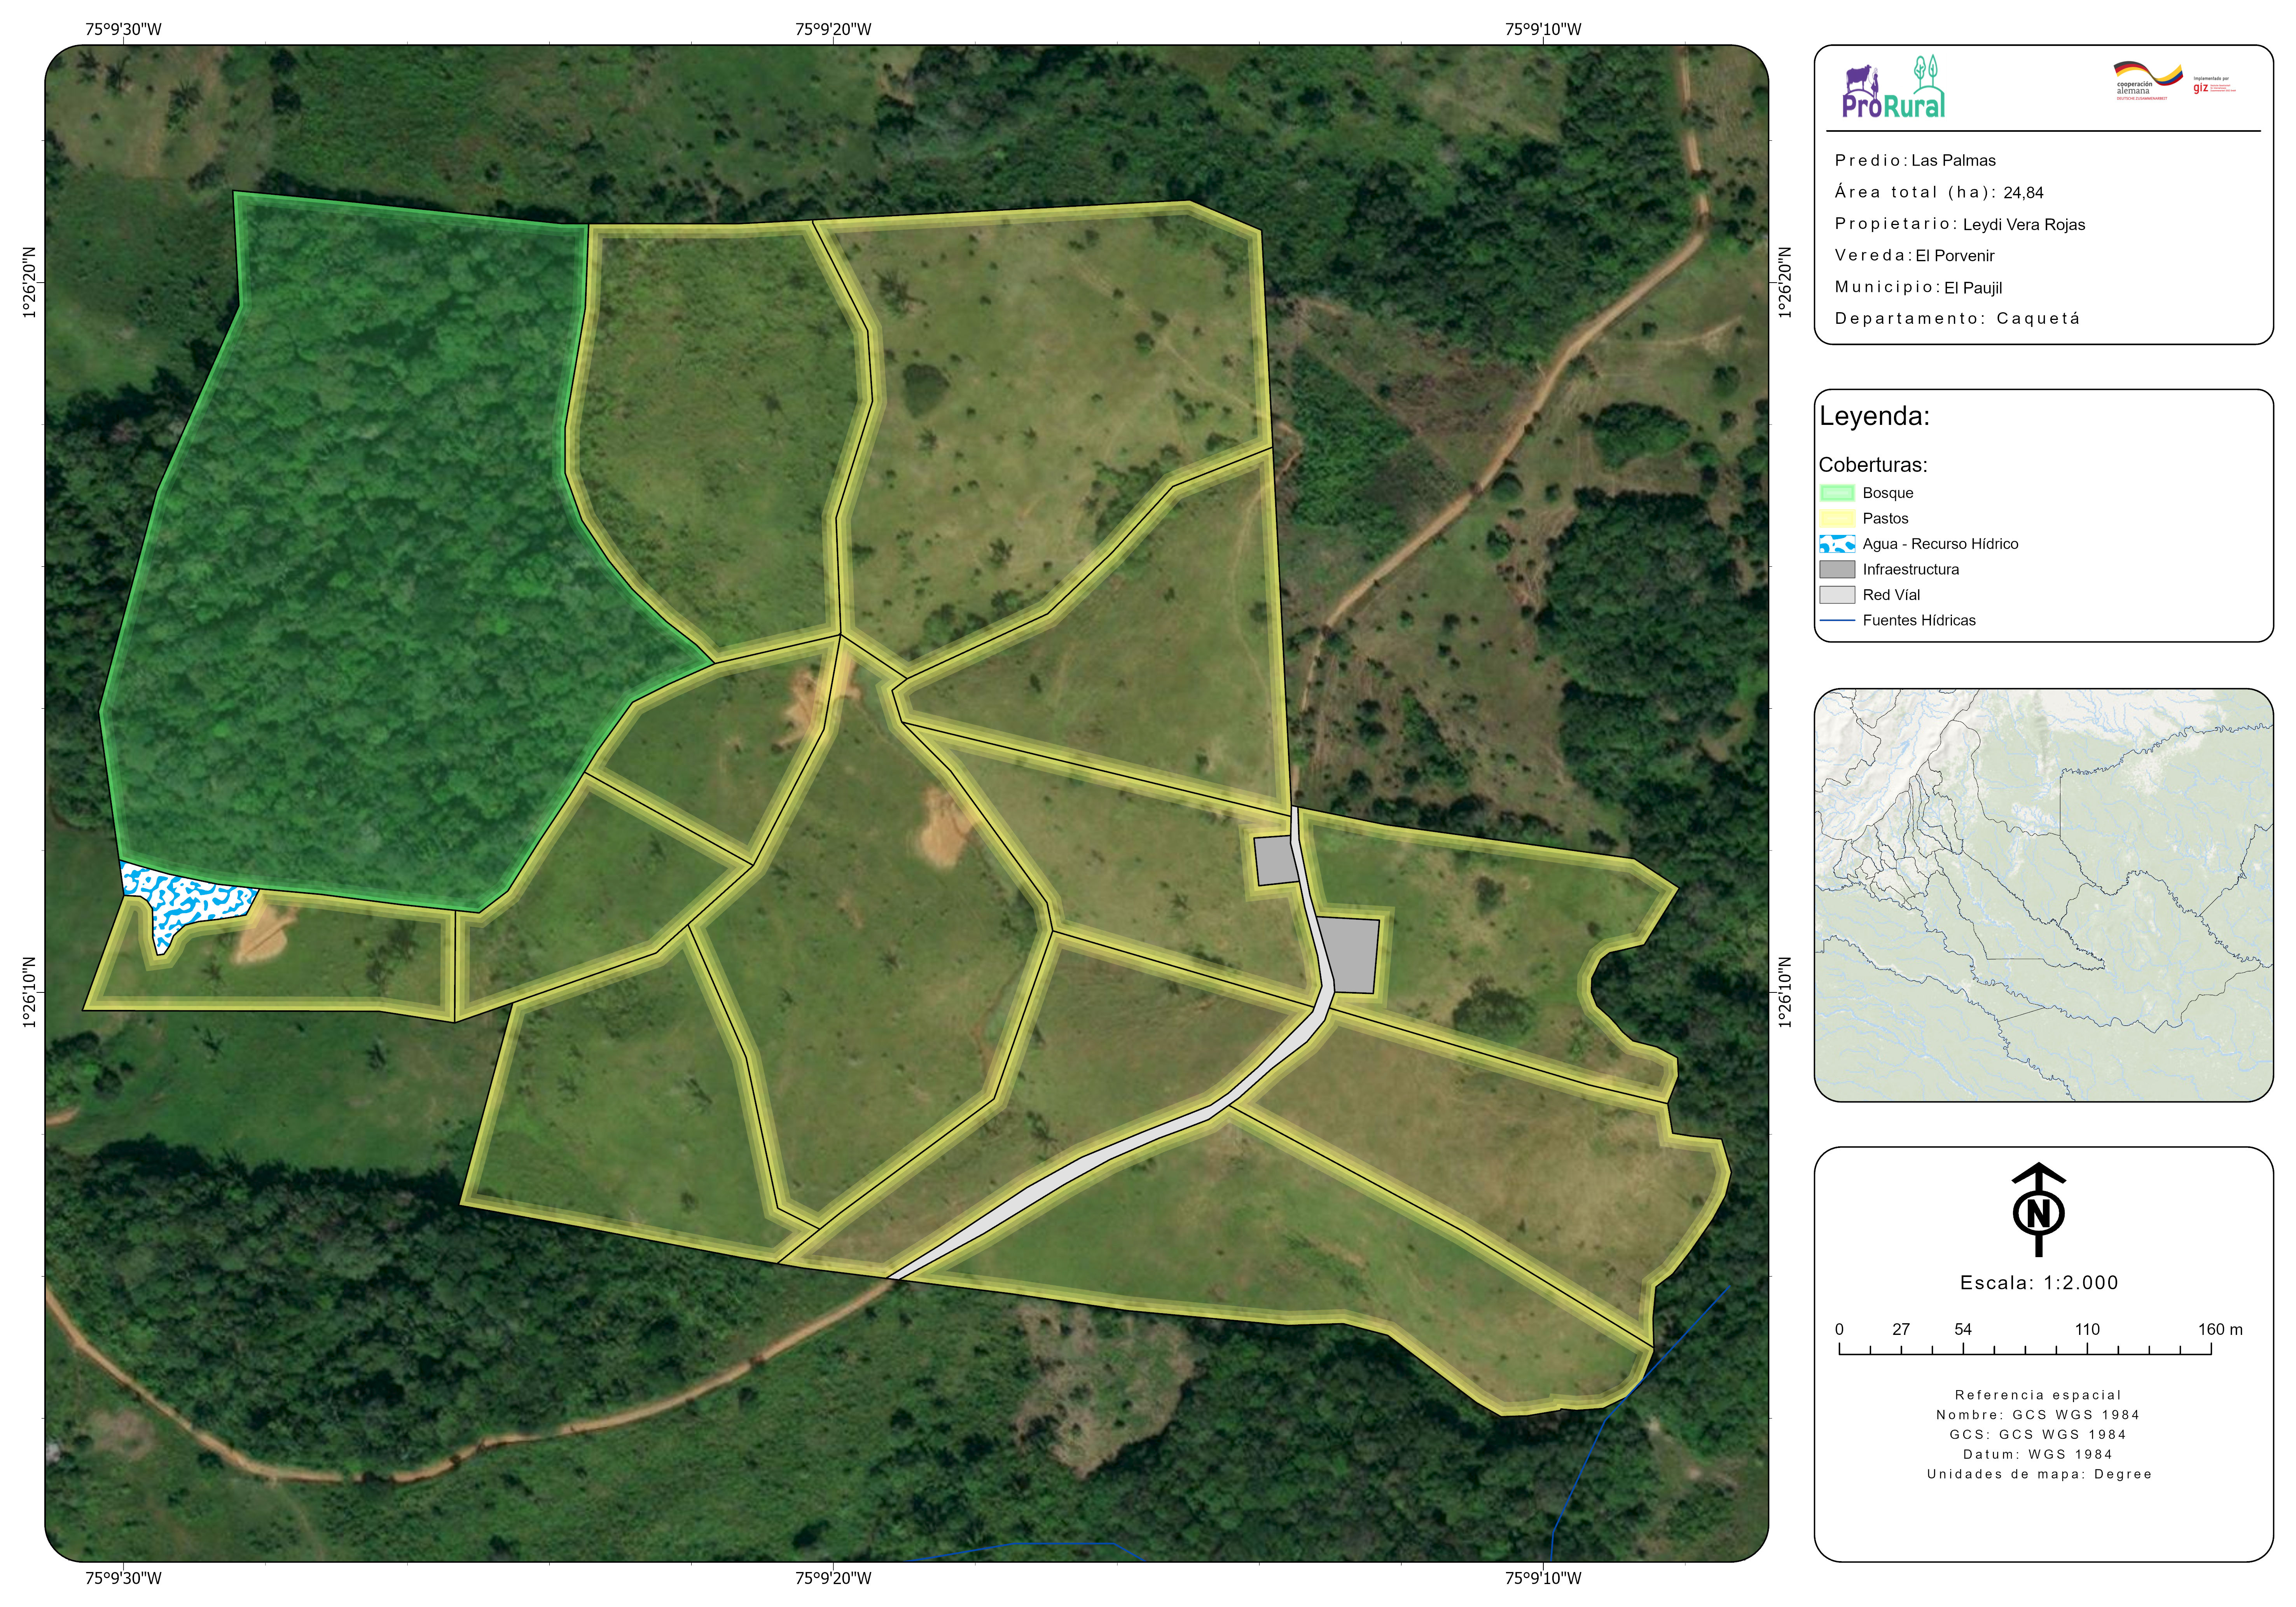 75°9'30"W 75°9'20"W 75°9'10"W
1°26'20"N
1°26'20"N
1°26'10"N
1°26'10"N
75°9'30"W 75°9'20"W 75°9'10"W
ProRural
cooperación
alemana
DEUTSCHE ZUSAMMENARBEIT
Implementada por
giz
Predio: Las Palmas
Área total (ha): 24,84
Propietario: Leydi Vera Rojas
Vereda: El Porvenir
Municipio: El Paujil
Departamento: Caquetá
Leyenda:
Coberturas:
Bosque
Pastos
Agua - Recurso Hídrico
Infraestructura
Red Víal
Fuentes Hídricas
N
Escala: 1:2.000
0 27 54 110 160 m
Referencia espacial
Nombre: GCS WGS 1984
GCS: GCS WGS 1984
Datum: WGS 1984
Unidades de mapa: Degree